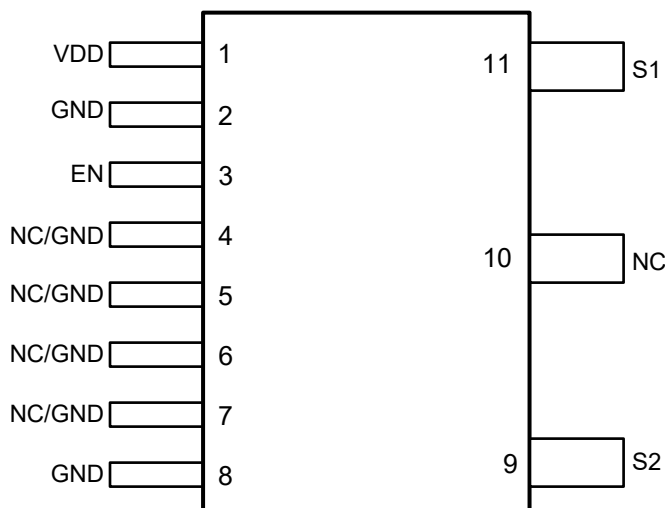 VDD 1 11 S1
GND 2
EN 3
NC/GND 4 10 NC
NC/GND 5
NC/GND 6
NC/GND 7
GND 8 9 S2